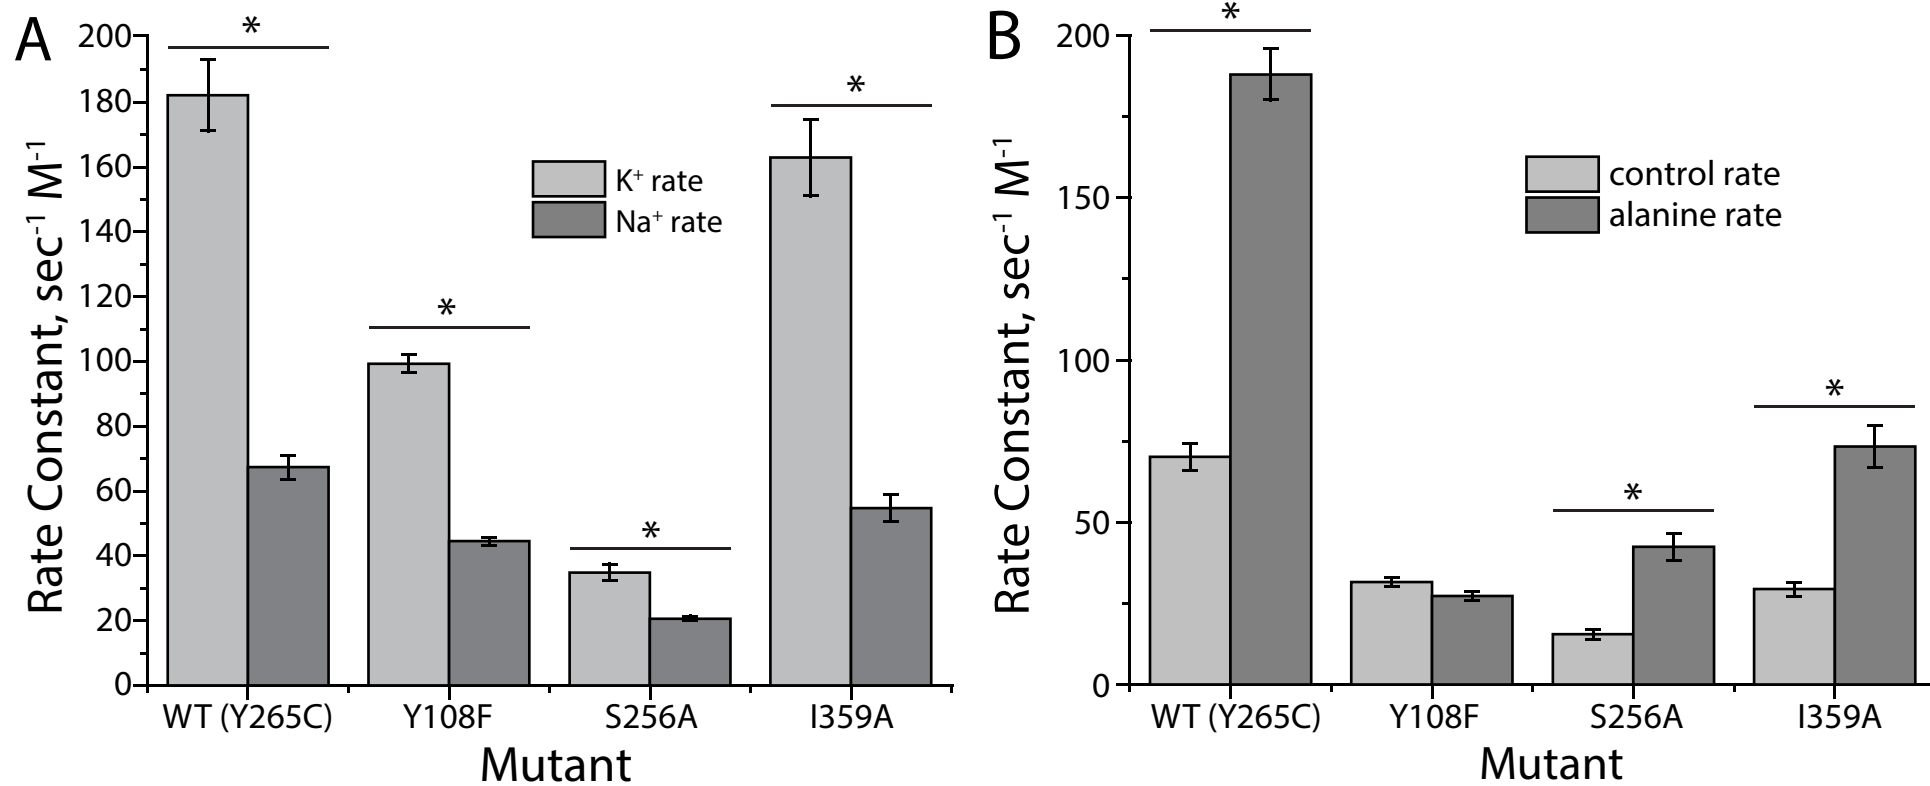 A
*
*
*
*
200
180
160
140
120
100
80
60
40
20
0
Rate Constant, sec⁻¹ M⁻¹
K⁺ rate
Na⁺ rate
WT (Y265C) Y108F S256A I359A
Mutant
B
*
*
*
200
150
100
50
0
Rate Constant, sec⁻¹ M⁻¹
control rate
alanine rate
WT (Y265C) Y108F S256A I359A
Mutant